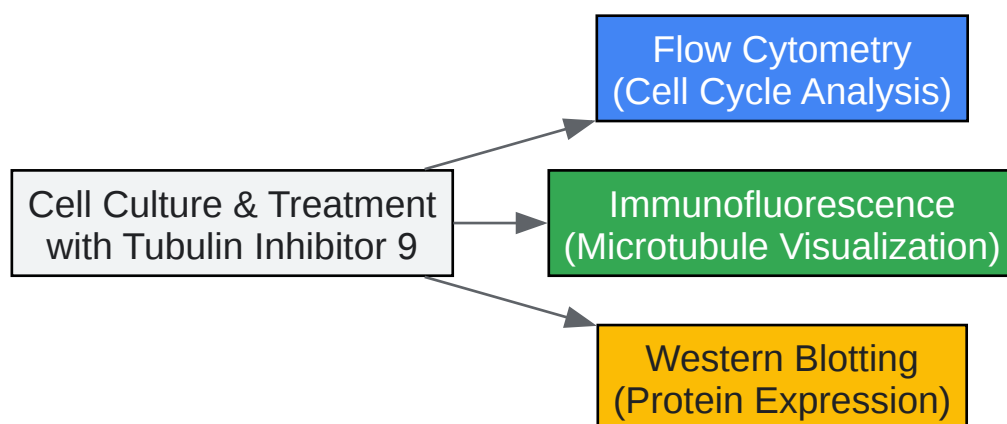 Flow Cytometry
(Cell Cycle Analysis)
Cell Culture & Treatment
with Tubulin Inhibitor 9
Immunofluorescence
(Microtubule Visualization)
Western Blotting
(Protein Expression)